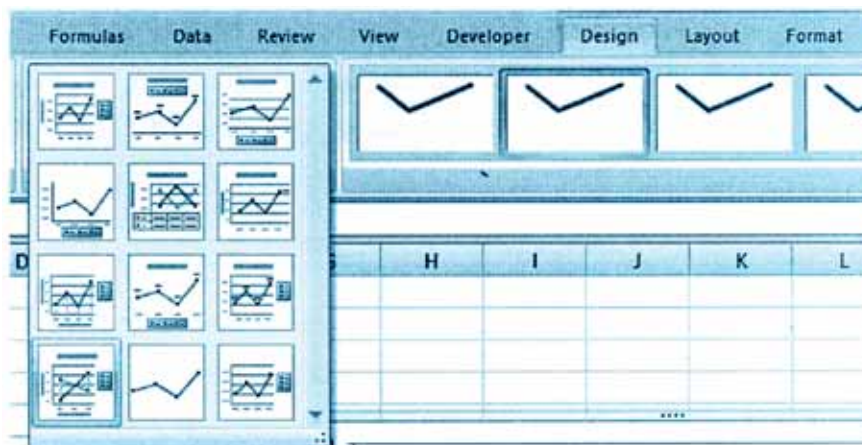 Formulas Data Review View Developer Design Layout Format
D G H I J K L